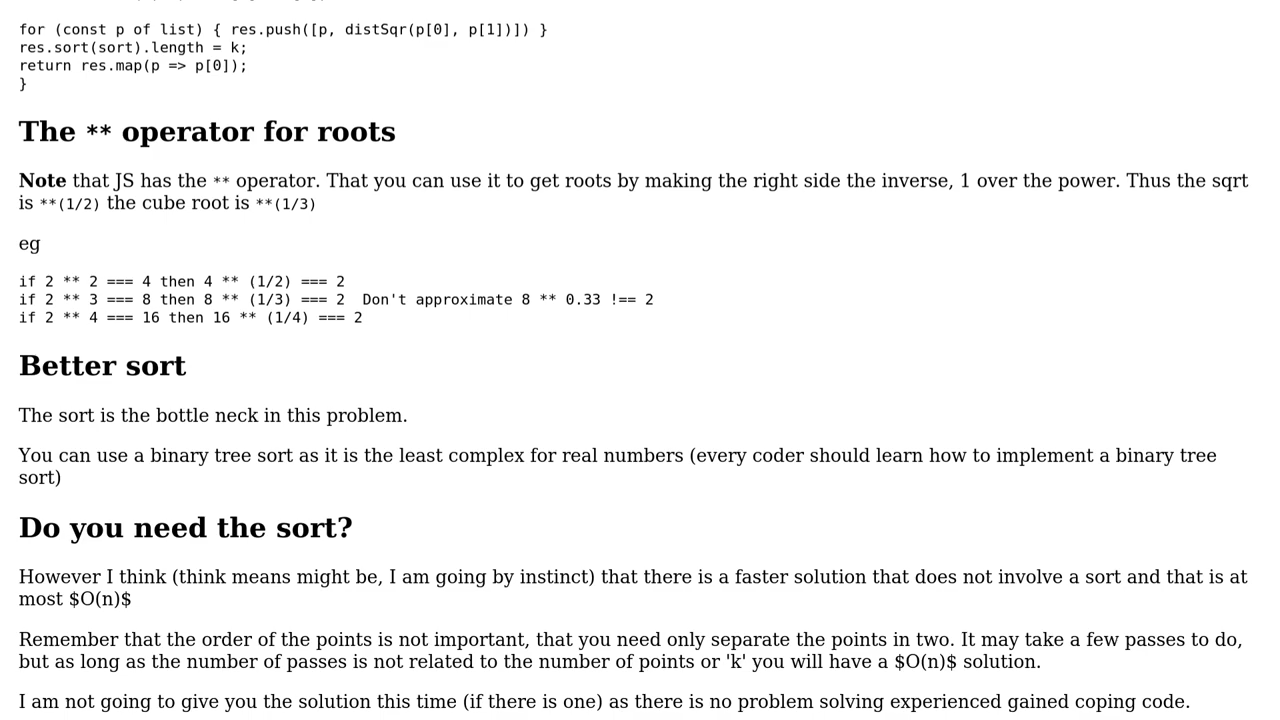 for (const p of list) { res.push([p, distSqr(p[0], p[1])]) }
res.sort(sort).length = k;
return res.map(p => p[0]);
}
The ** operator for roots
Note that JS has the ** operator. That you can use it to get roots by making the right side the inverse, 1 over the power. Thus the sqrt
is **(1/2) the cube root is **(1/3)
eg
if 2 ** 2 === 4 then 4 ** (1/2) === 2
if 2 ** 3 === 8 then 8 ** (1/3) === 2  Don't approximate 8 ** 0.33 !== 2
if 2 ** 4 === 16 then 16 ** (1/4) === 2
Better sort
The sort is the bottle neck in this problem.
You can use a binary tree sort as it is the least complex for real numbers (every coder should learn how to implement a binary tree
sort)
Do you need the sort?
However I think (think means might be, I am going by instinct) that there is a faster solution that does not involve a sort and that is at
most $O(n)$
Remember that the order of the points is not important, that you need only separate the points in two. It may take a few passes to do,
but as long as the number of passes is not related to the number of points or 'k' you will have a $O(n)$ solution.
I am not going to give you the solution this time (if there is one) as there is no problem solving experienced gained coping code.